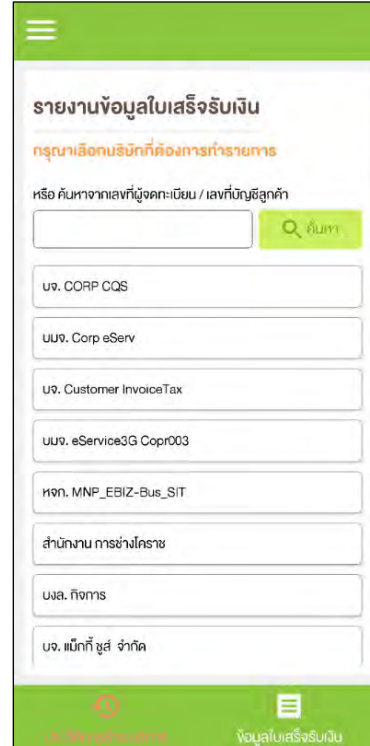 รายงานข้อมูลใบเสร็จรับเงิน
กรุณาเลือกบริษัทที่ต้องการทำรายการ
หรือ ค้นหาจากเลขที่ผู้จดทะเบียน / เลขที่บัญชีลูกค้า
ค้นหา
บจ. CORP CQS
บมจ. Corp eServ
บจ. Customer InvoiceTax
บมจ. eService3G Copr003
หจก. MNP_EBIZ-Bus_SIT
สำนักงาน การช่างโคราช
บงล. กิจการ
บจ. แม็กกี้ ชูส์ จำกัด
ข้อมูลใบเสร็จรับเงิน